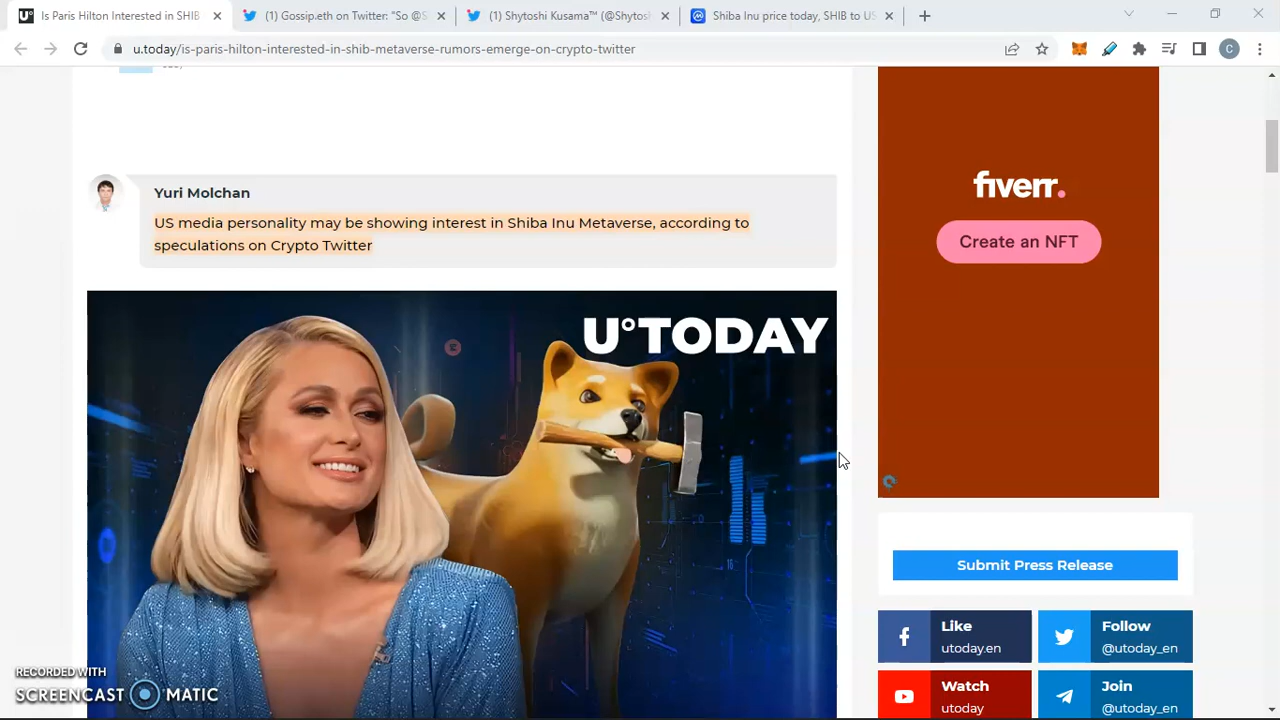 Is Paris Hilton Interested in SHIB
(1) Gossip.eth on Twitter: "So @S
(1) Shytoshi Kusama™ (@Shytos
Shiba Inu price today, SHIB to US
u.today/is-paris-hilton-interested-in-shib-metaverse-rumors-emerge-on-crypto-twitter
C
Yuri Molchan
US media personality may be showing interest in Shiba Inu Metaverse, according to
speculations on Crypto Twitter
U°TODAY
fiverr.
Create an NFT
Submit Press Release
Like
utoday.en
Follow
@utoday_en
Watch
utoday
Join
@utoday_en
RECORDED WITH
SCREENCAST MATIC